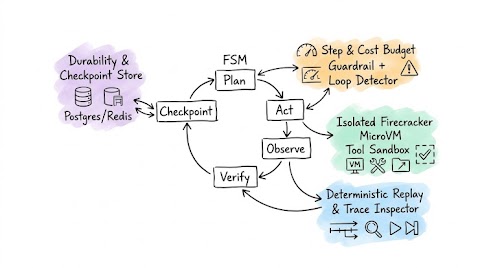 Durability &
Checkpoint Store
Postgres/Redis
FSM
Plan
Act
Observe
Verify
Checkpoint
Step & Cost Budget
Guardrail +
Loop Detector
Isolated Firecracker
MicroVM
Tool Sandbox
VM
Deterministic Replay
& Trace Inspector